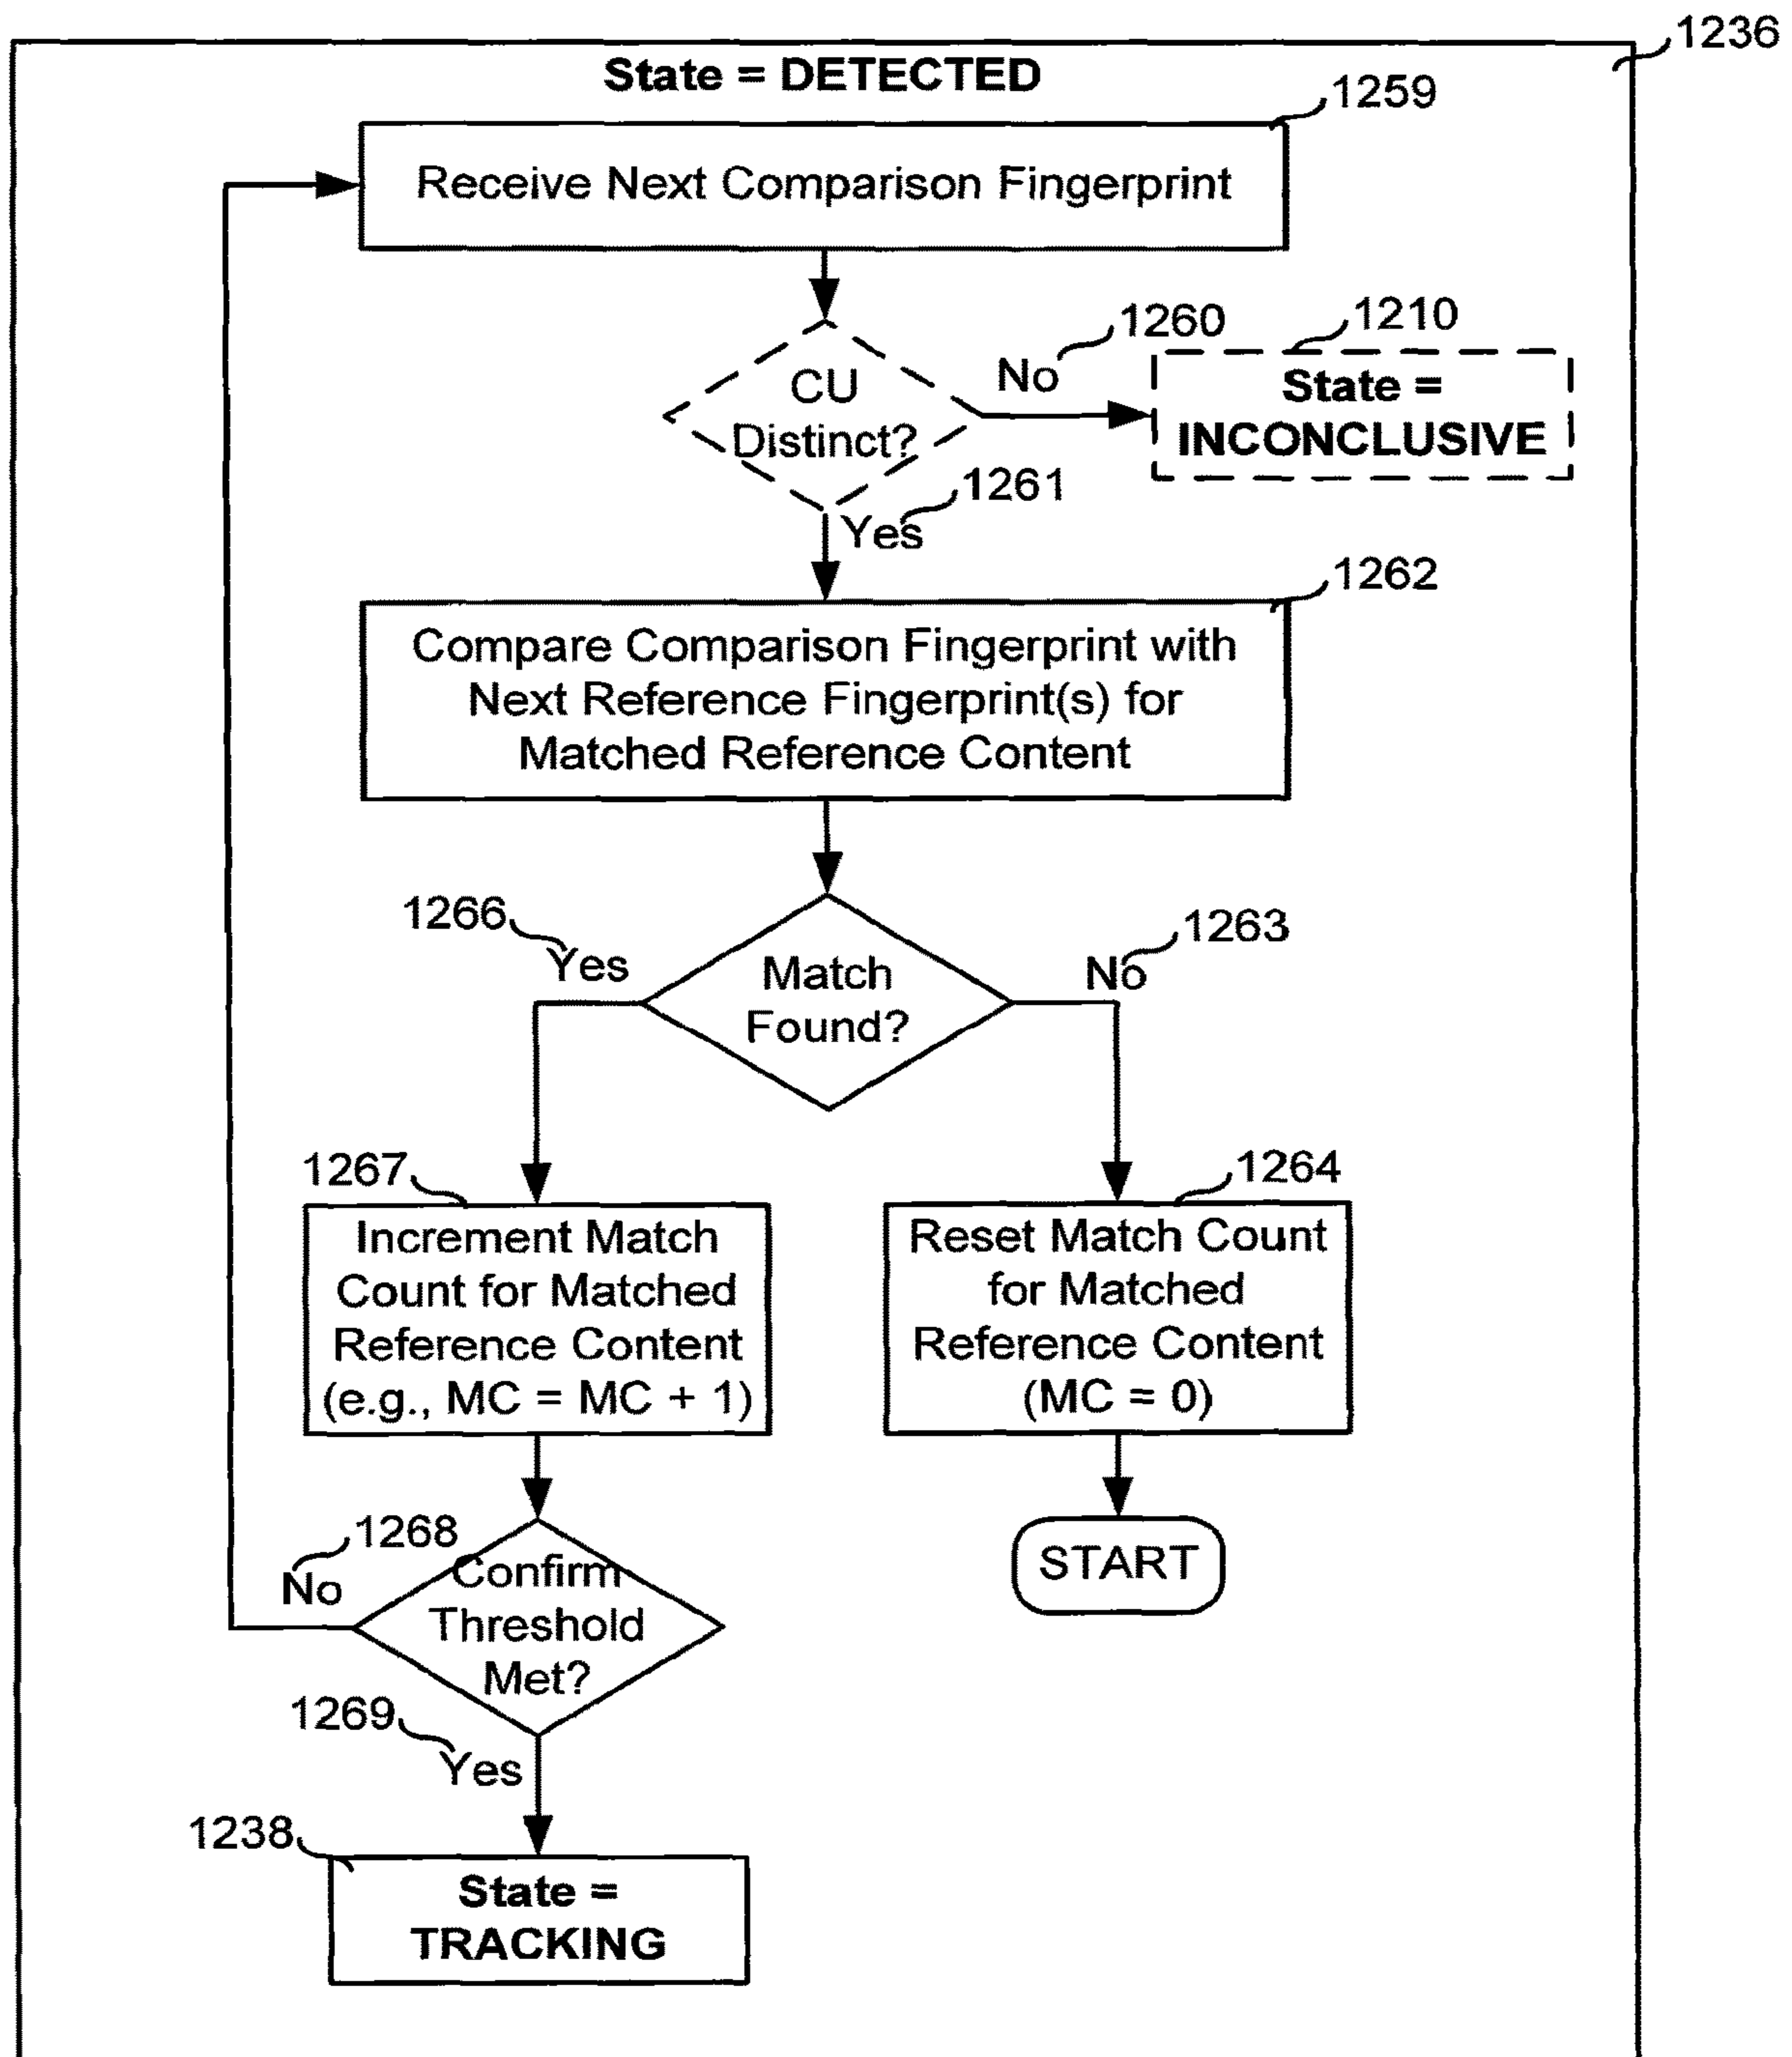 1236
State = DETECTED
1259
Receive Next Comparison Fingerprint
1260
1210
CU
Distinct?
No
State =
INCONCLUSIVE
1261
Yes
1262
Compare Comparison Fingerprint with
Next Reference Fingerprint(s) for
Matched Reference Content
1266
Yes
1263
No
Match
Found?
1267
Increment Match
Count for Matched
Reference Content
(e.g., MC = MC + 1)
1264
Reset Match Count
for Matched
Reference Content
(MC = 0)
1268
No
Confirm
Threshold
Met?
START
1269
Yes
1238
State =
TRACKING